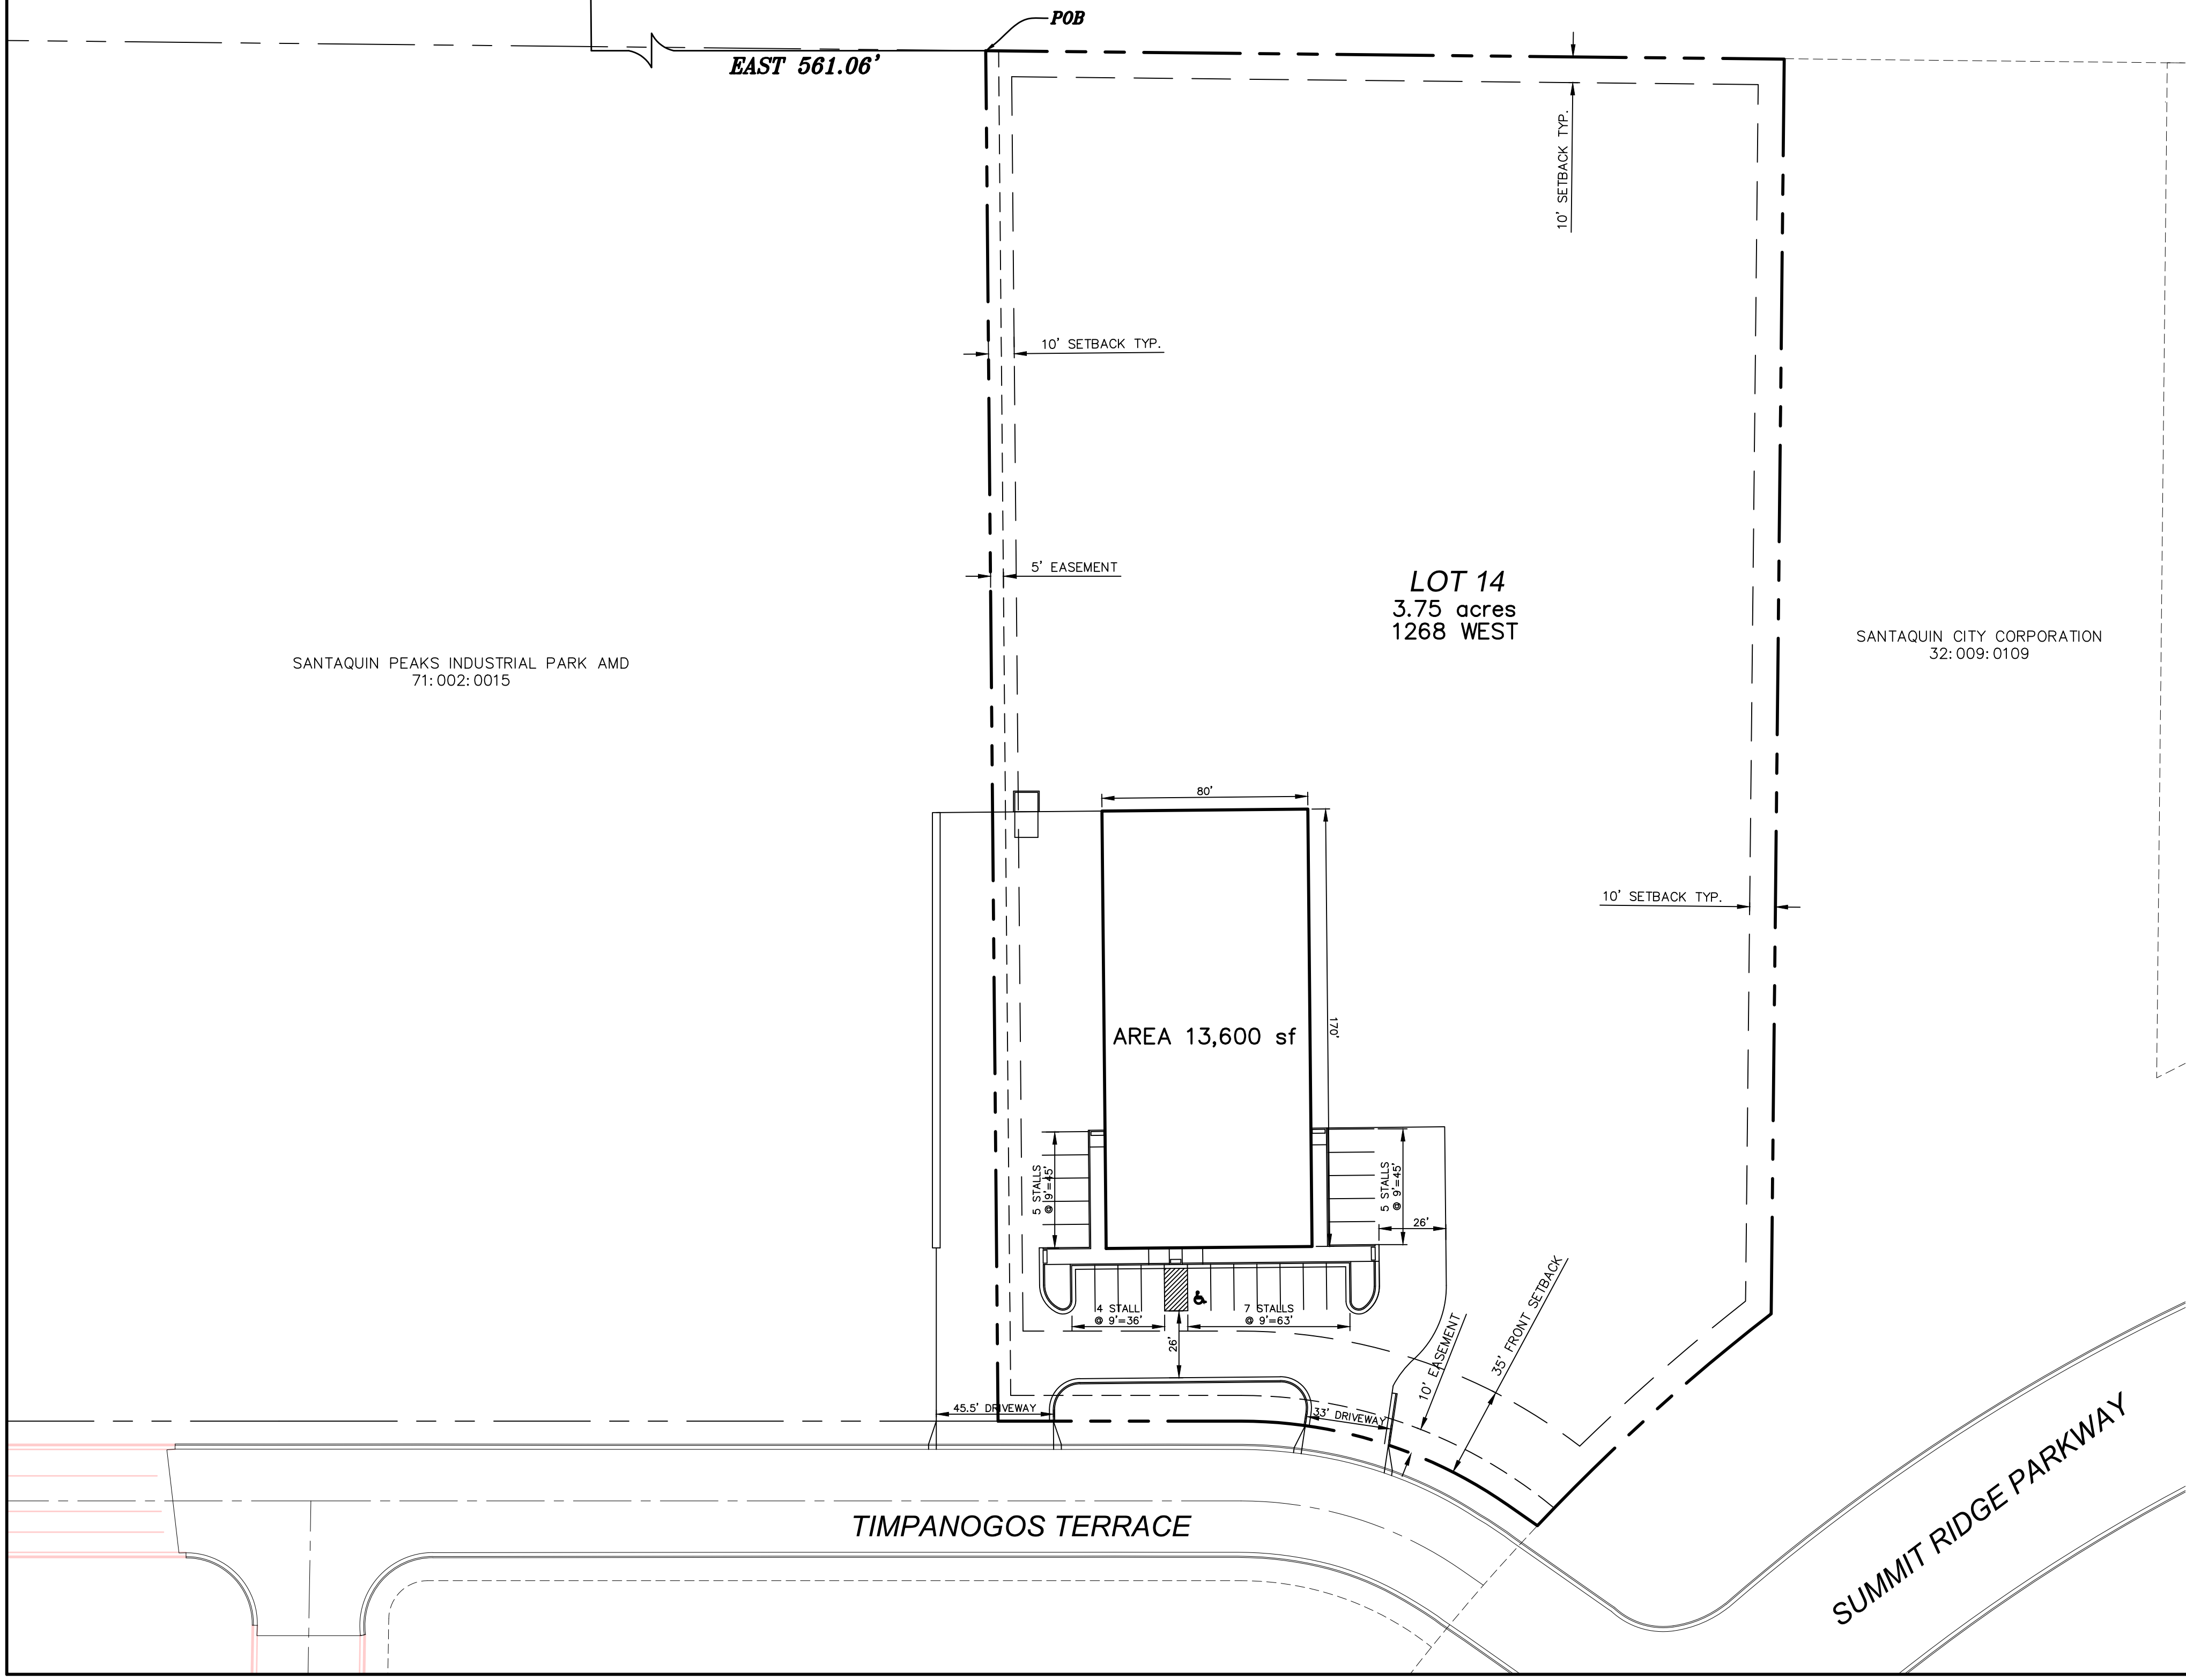 POB
EAST 561.06'
10' SETBACK TYP.
10' SETBACK TYP.
5' EASEMENT
LOT 14
3.75 acres
1268 WEST
SANTAQUIN PEAKS INDUSTRIAL PARK AMD
71:002:0015
SANTAQUIN CITY CORPORATION
32:009:0109
80'
10' SETBACK TYP.
170'
AREA 13,600 sf
5 STALLS
@ 9'=45'
5 STALLS
@ 9'=45'
26'
4 STALL
@ 9'=36'
7 STALLS
@ 9'=63'
26'
35' FRONT SETBACK
10' EASEMENT
45.5' DRIVEWAY
33' DRIVEWAY
TIMPANOGOS TERRACE
SUMMIT RIDGE PARKWAY